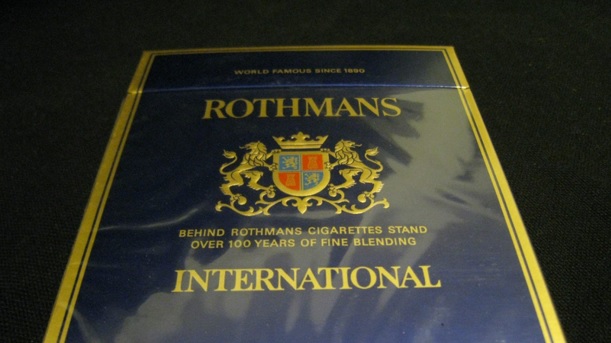 WORLD FAMOUS SINCE 1890
ROTHMANS
BEHIND ROTHMANS CIGARETTES STAND
OVER 100 YEARS OF FINE BLENDING
INTERNATIONAL